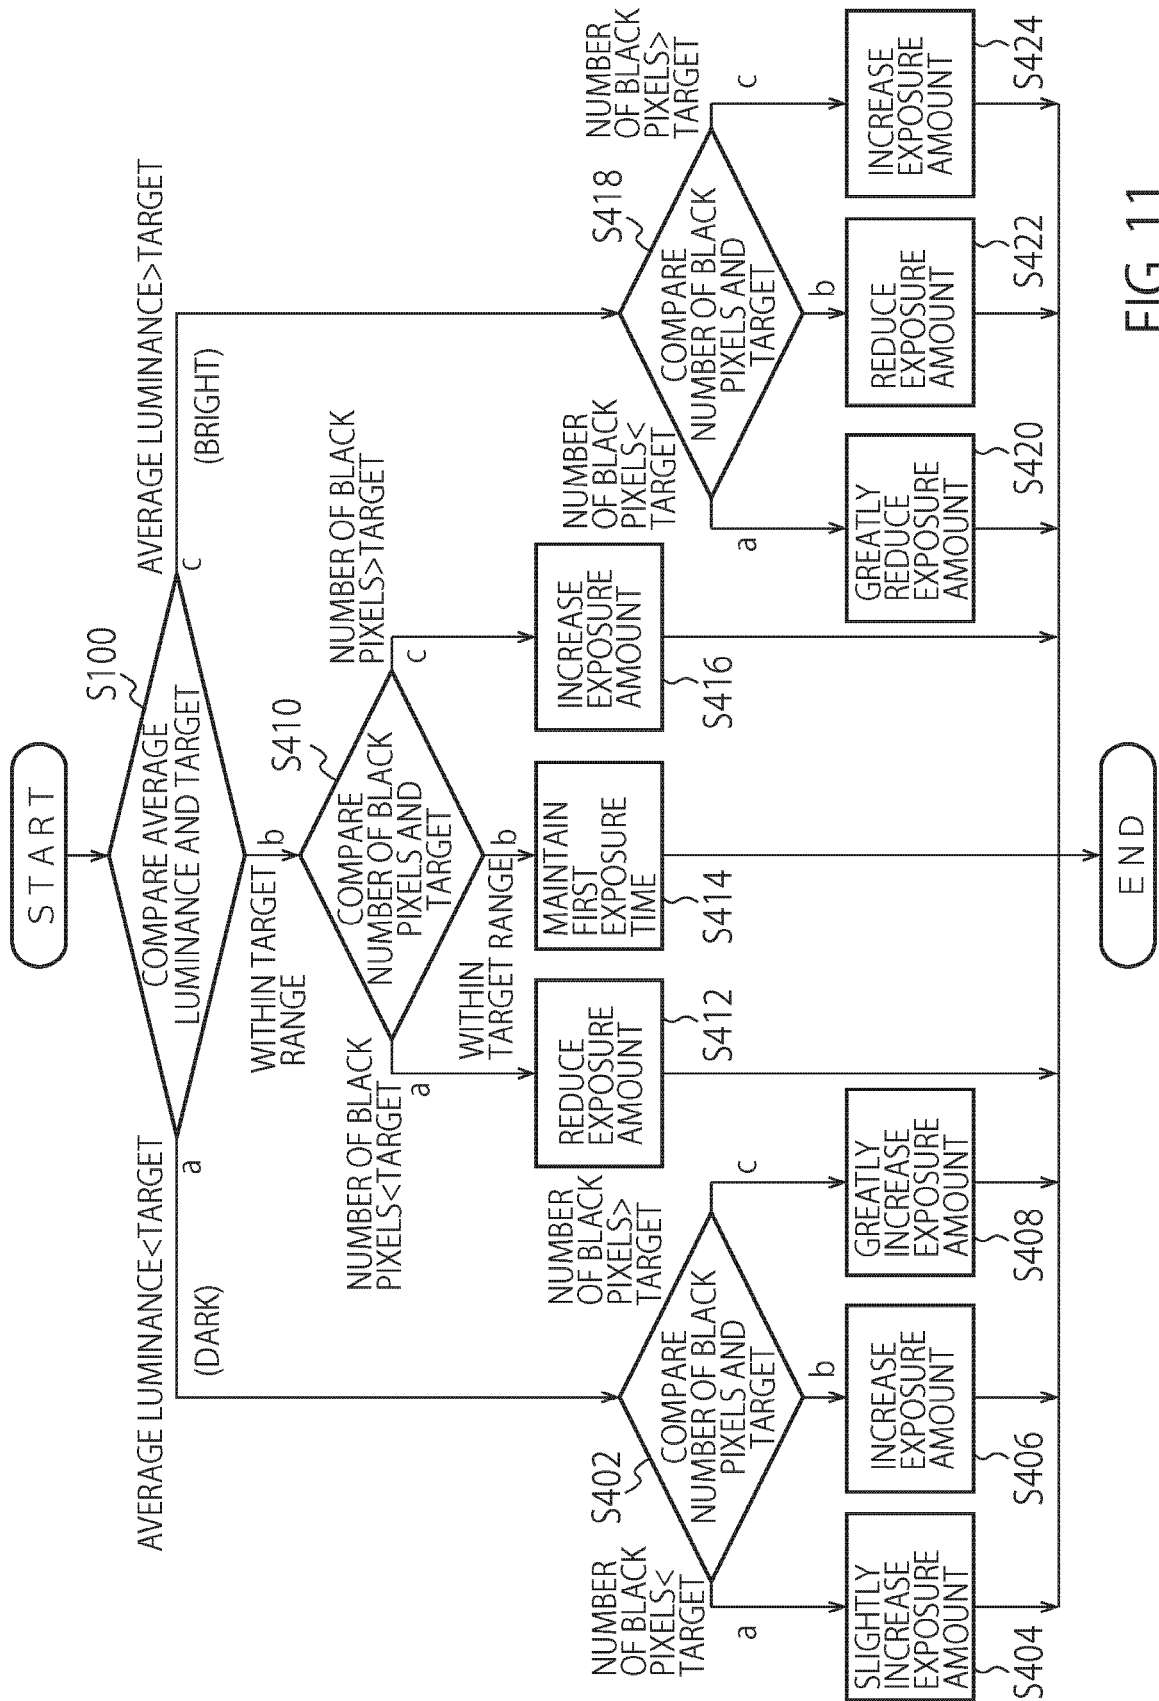 START
S100
COMPARE AVERAGE
LUMINANCE AND TARGET
AVERAGE LUMINANCE<TARGET
a
(DARK)
WITHIN TARGET
RANGE
b
AVERAGE LUMINANCE>TARGET
c
(BRIGHT)
S410
COMPARE
NUMBER OF BLACK
PIXELS AND
TARGET
NUMBER OF BLACK
PIXELS<TARGET
a
WITHIN
TARGET RANGE
b
NUMBER OF BLACK
PIXELS>TARGET
c
REDUCE
EXPOSURE
AMOUNT
S412
MAINTAIN
FIRST
EXPOSURE
TIME
S414
INCREASE
EXPOSURE
AMOUNT
S416
S402
COMPARE
NUMBER OF BLACK
PIXELS AND
TARGET
NUMBER
OF BLACK
PIXELS<
TARGET
a
b
NUMBER
OF BLACK
PIXELS>
TARGET
c
SLIGHTLY
INCREASE
EXPOSURE
AMOUNT
S404
INCREASE
EXPOSURE
AMOUNT
S406
GREATLY
INCREASE
EXPOSURE
AMOUNT
S408
S418
COMPARE
NUMBER OF BLACK
PIXELS AND
TARGET
NUMBER
OF BLACK
PIXELS<
TARGET
a
b
NUMBER
OF BLACK
PIXELS>
TARGET
c
GREATLY
REDUCE
EXPOSURE
AMOUNT
S420
REDUCE
EXPOSURE
AMOUNT
S422
INCREASE
EXPOSURE
AMOUNT
S424
END
FIG. 11